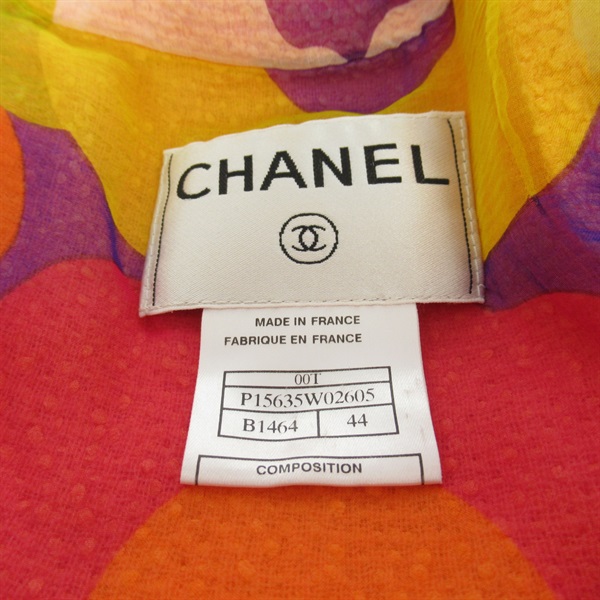 CHANEL
MADE IN FRANCE
FABRIQUE EN FRANCE
00T
P15635W02605
B1464 44
COMPOSITION